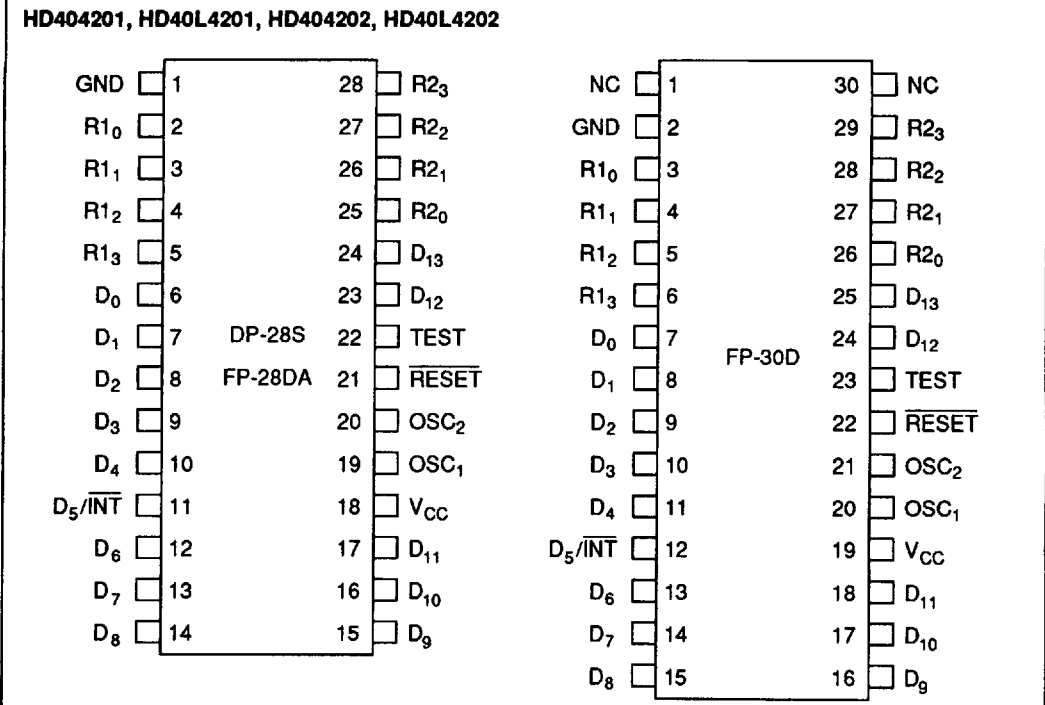 HD404201, HD40L4201, HD404202, HD40L4202
GND 1 28 R2₃
R1₀ 2 27 R2₂
R1₁ 3 26 R2₁
R1₂ 4 25 R2₀
R1₃ 5 24 D₁₃
D₀ 6 23 D₁₂
D₁ 7 DP-28S 22 TEST
D₂ 8 FP-28DA 21 R̅E̅S̅E̅T̅
D₃ 9 20 OSC₂
D₄ 10 19 OSC₁
D₅/I̅N̅T̅ 11 18 V_CC
D₆ 12 17 D₁₁
D₇ 13 16 D₁₀
D₈ 14 15 D₉
NC 1 30 NC
GND 2 29 R2₃
R1₀ 3 28 R2₂
R1₁ 4 27 R2₁
R1₂ 5 26 R2₀
R1₃ 6 25 D₁₃
D₀ 7 24 D₁₂
FP-30D
D₁ 8 23 TEST
D₂ 9 22 R̅E̅S̅E̅T̅
D₃ 10 21 OSC₂
D₄ 11 20 OSC₁
D₅/I̅N̅T̅ 12 19 V_CC
D₆ 13 18 D₁₁
D₇ 14 17 D₁₀
D₈ 15 16 D₉